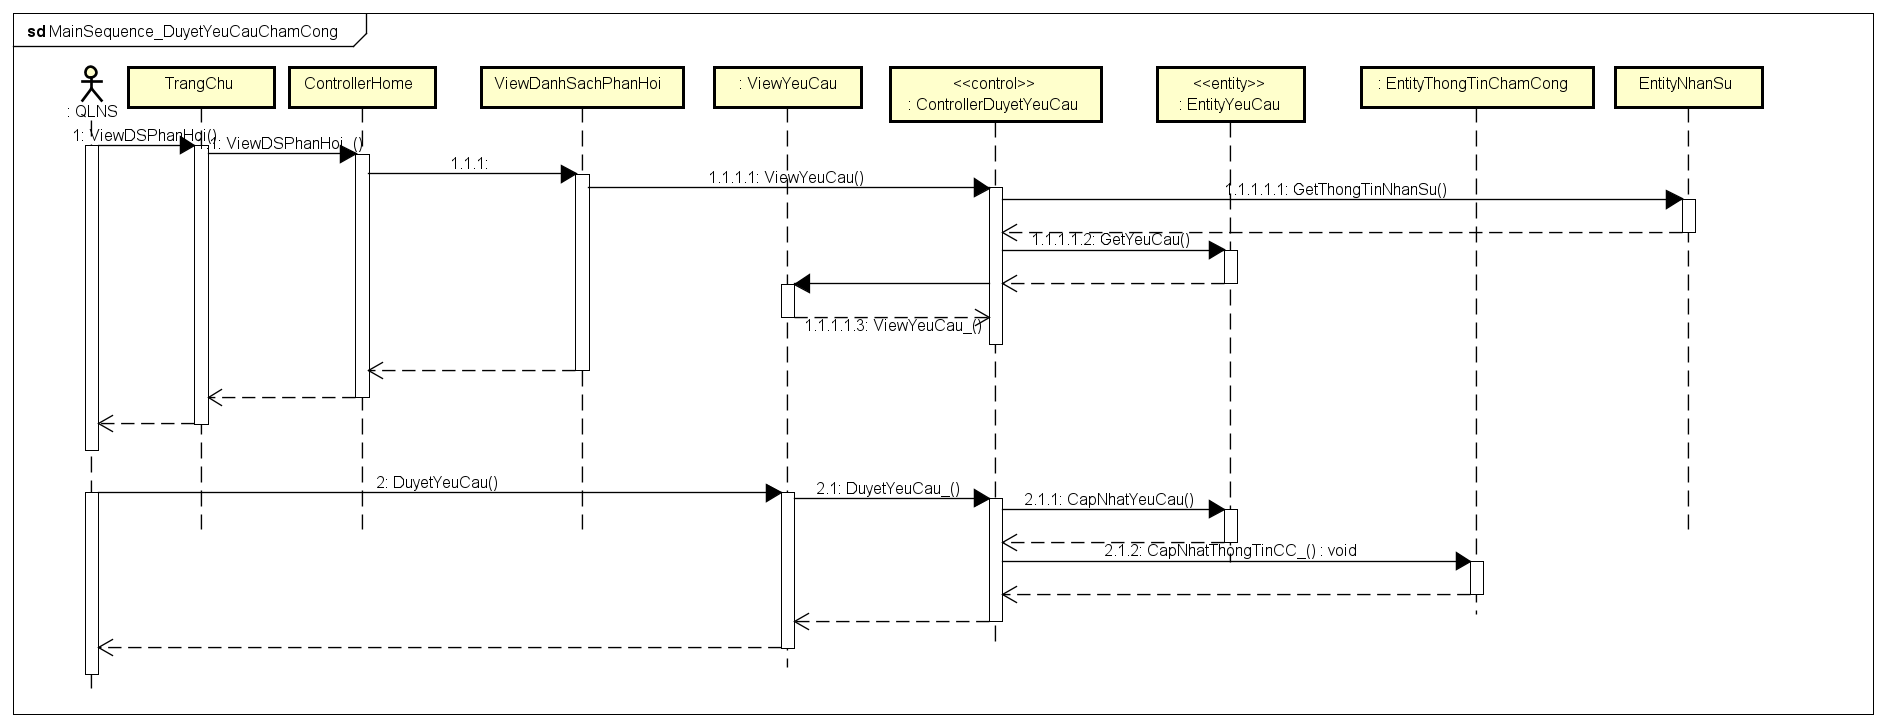 sd MainSequence_DuyetYeuCauChamCong
: QLNS
TrangChu
ControllerHome
ViewDanhSachPhanHoi
: ViewYeuCau
<<control>>
: ControllerDuyetYeuCau
<<entity>>
: EntityYeuCau
: EntityThongTinChamCong
EntityNhanSu
1: ViewDSPhanHoi()
1.1: ViewDSPhanHoi_()
1.1.1:
1.1.1.1: ViewYeuCau()
1.1.1.1.1: GetThongTinNhanSu()
1.1.1.1.2: GetYeuCau()
1.1.1.1.3: ViewYeuCau_()
2: DuyetYeuCau()
2.1: DuyetYeuCau_()
2.1.1: CapNhatYeuCau()
2.1.2: CapNhatThongTinCC_() : void